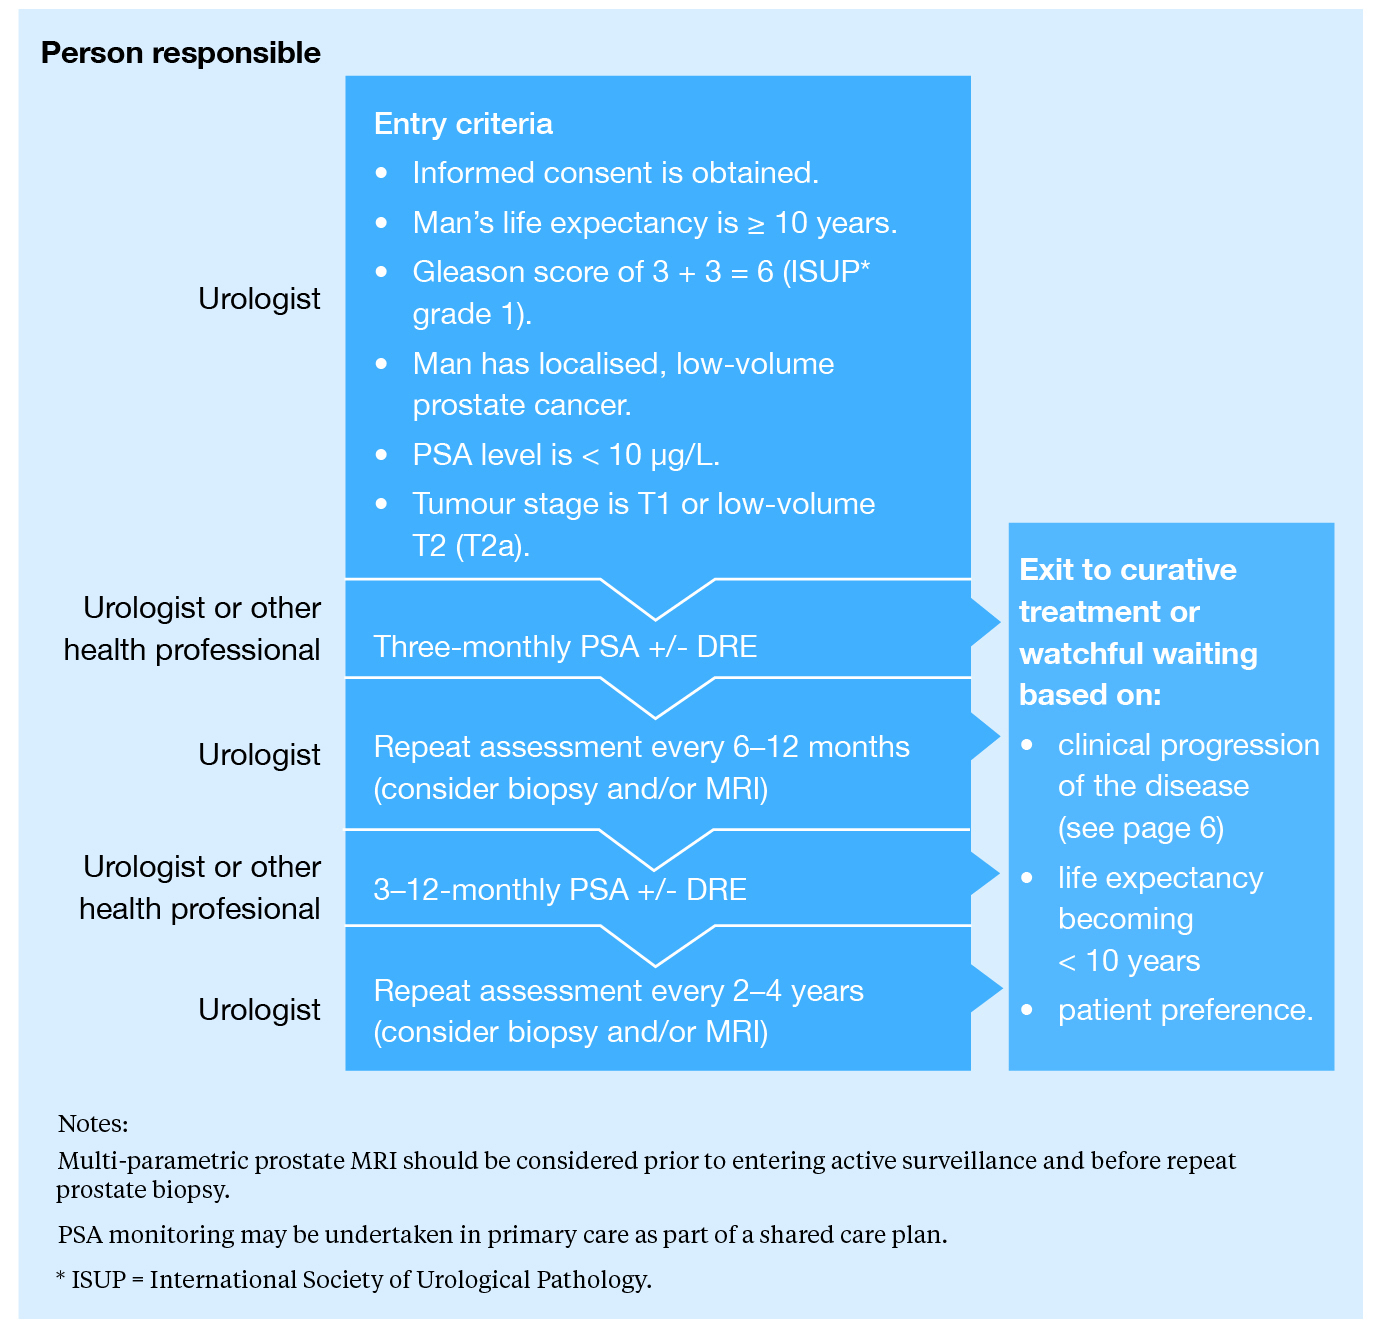 Person responsible
Entry criteria
• Informed consent is obtained.
• Man’s life expectancy is ≥ 10 years.
• Gleason score of 3 + 3 = 6 (ISUP*
grade 1).
• Man has localised, low-volume
prostate cancer.
• PSA level is < 10 µg/L.
• Tumour stage is T1 or low-volume
T2 (T2a).
Urologist
Urologist or other
health professional
Three-monthly PSA +/- DRE
Urologist
Repeat assessment every 6–12 months
(consider biopsy and/or MRI)
Urologist or other
health profesional
3–12-monthly PSA +/- DRE
Urologist
Repeat assessment every 2–4 years
(consider biopsy and/or MRI)
Exit to curative
treatment or
watchful waiting
based on:
• clinical progression
of the disease
(see page 6)
• life expectancy
becoming
< 10 years
• patient preference.
Notes:
Multi-parametric prostate MRI should be considered prior to entering active surveillance and before repeat
prostate biopsy.
PSA monitoring may be undertaken in primary care as part of a shared care plan.
* ISUP = International Society of Urological Pathology.